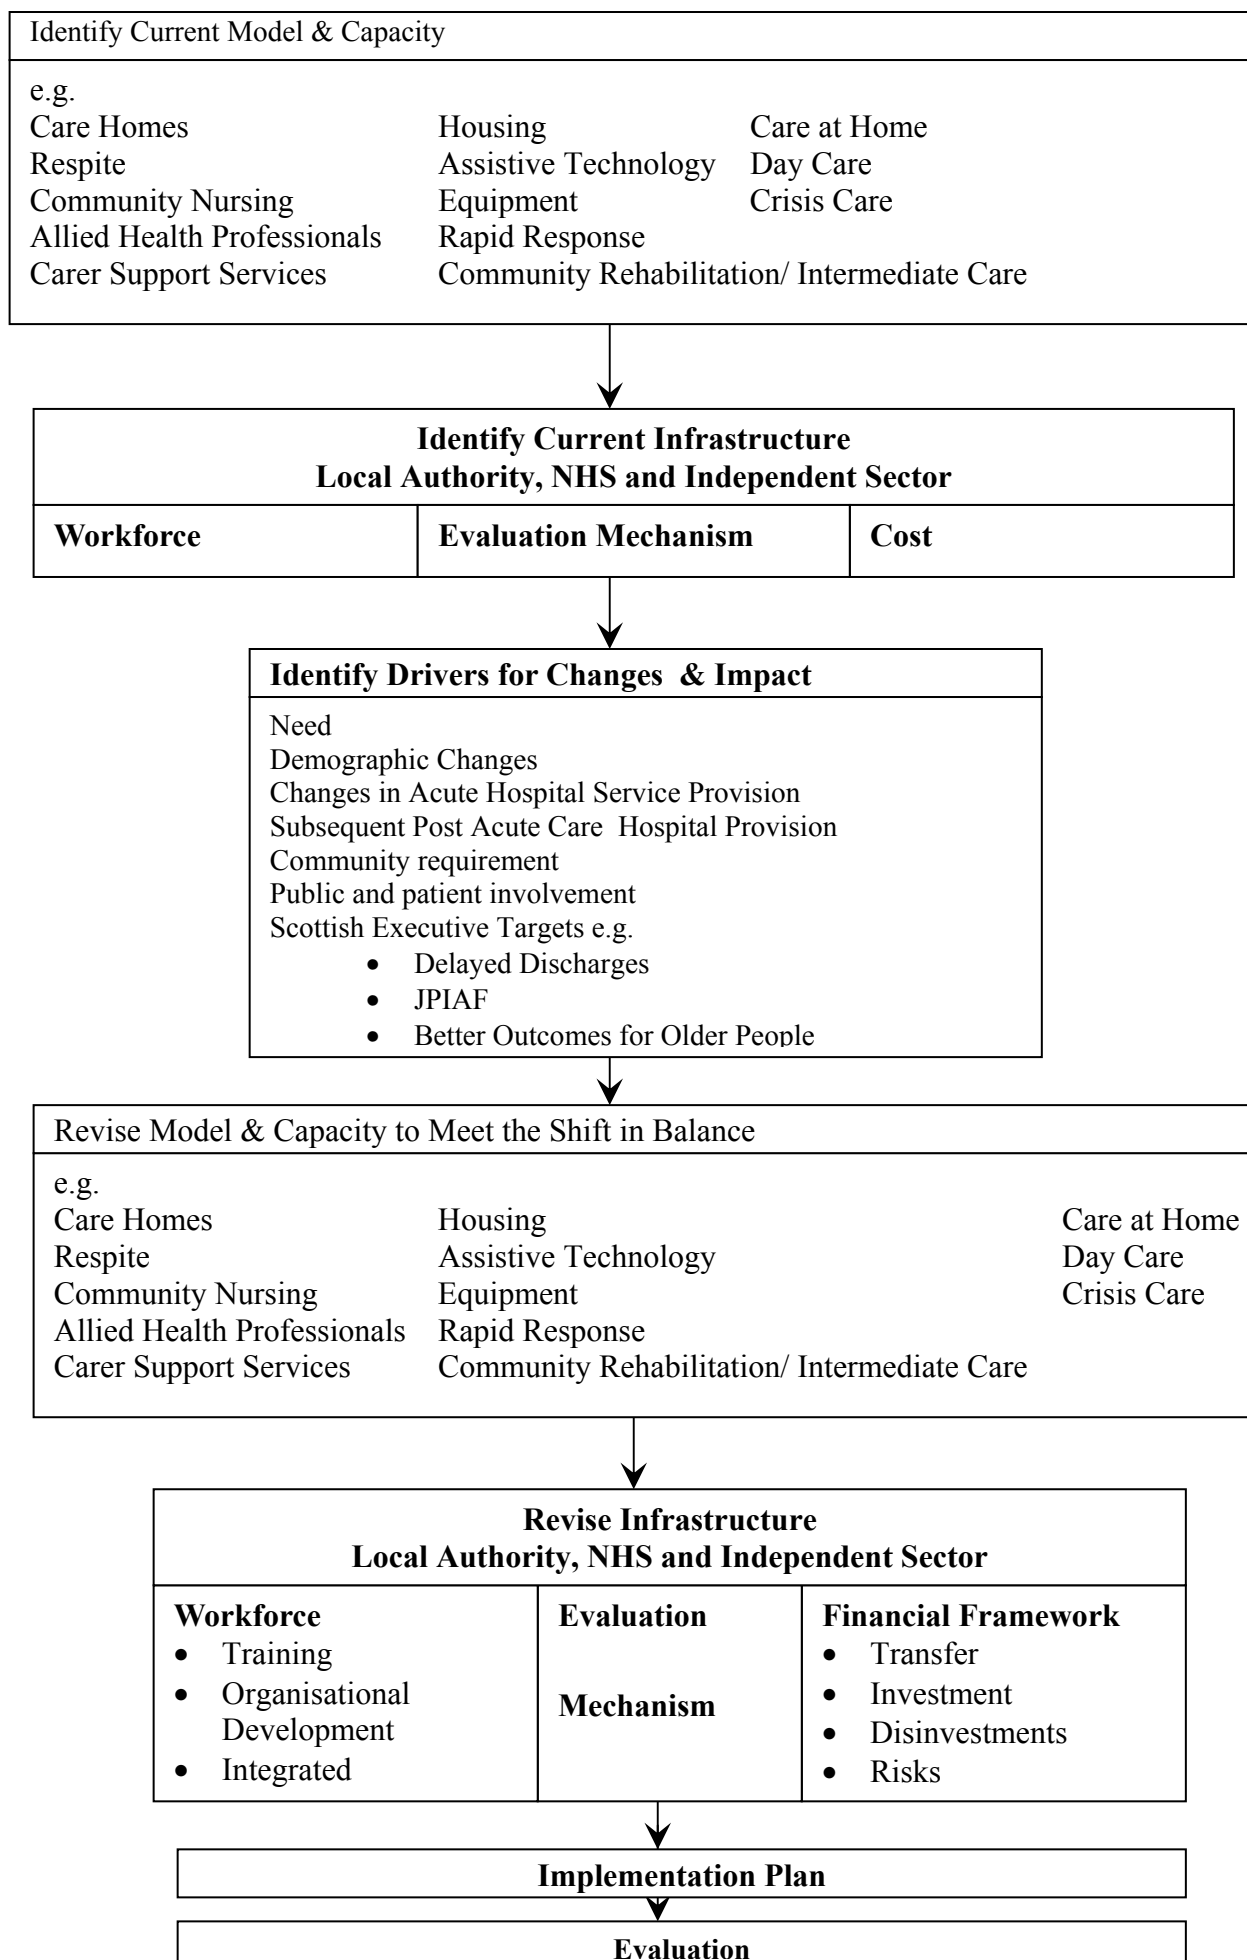 Identify Current Model & Capacity
e.g.
Care Homes Housing Care at Home
Respite Assistive Technology Day Care
Community Nursing Equipment Crisis Care
Allied Health Professionals Rapid Response
Carer Support Services Community Rehabilitation/ Intermediate Care
Identify Current Infrastructure
Local Authority, NHS and Independent Sector
Workforce Evaluation Mechanism Cost
Identify Drivers for Changes & Impact
Need
Demographic Changes
Changes in Acute Hospital Service Provision
Subsequent Post Acute Care Hospital Provision
Community requirement
Public and patient involvement
Scottish Executive Targets e.g.
• Delayed Discharges
• JPIAF
• Better Outcomes for Older People
Revise Model & Capacity to Meet the Shift in Balance
e.g.
Care Homes Housing Care at Home
Respite Assistive Technology Day Care
Community Nursing Equipment Crisis Care
Allied Health Professionals Rapid Response
Carer Support Services Community Rehabilitation/ Intermediate Care
Revise Infrastructure
Local Authority, NHS and Independent Sector
Workforce
• Training
• Organisational
Development
• Integrated
Evaluation
Mechanism
Financial Framework
• Transfer
• Investment
• Disinvestments
• Risks
Implementation Plan
Evaluation